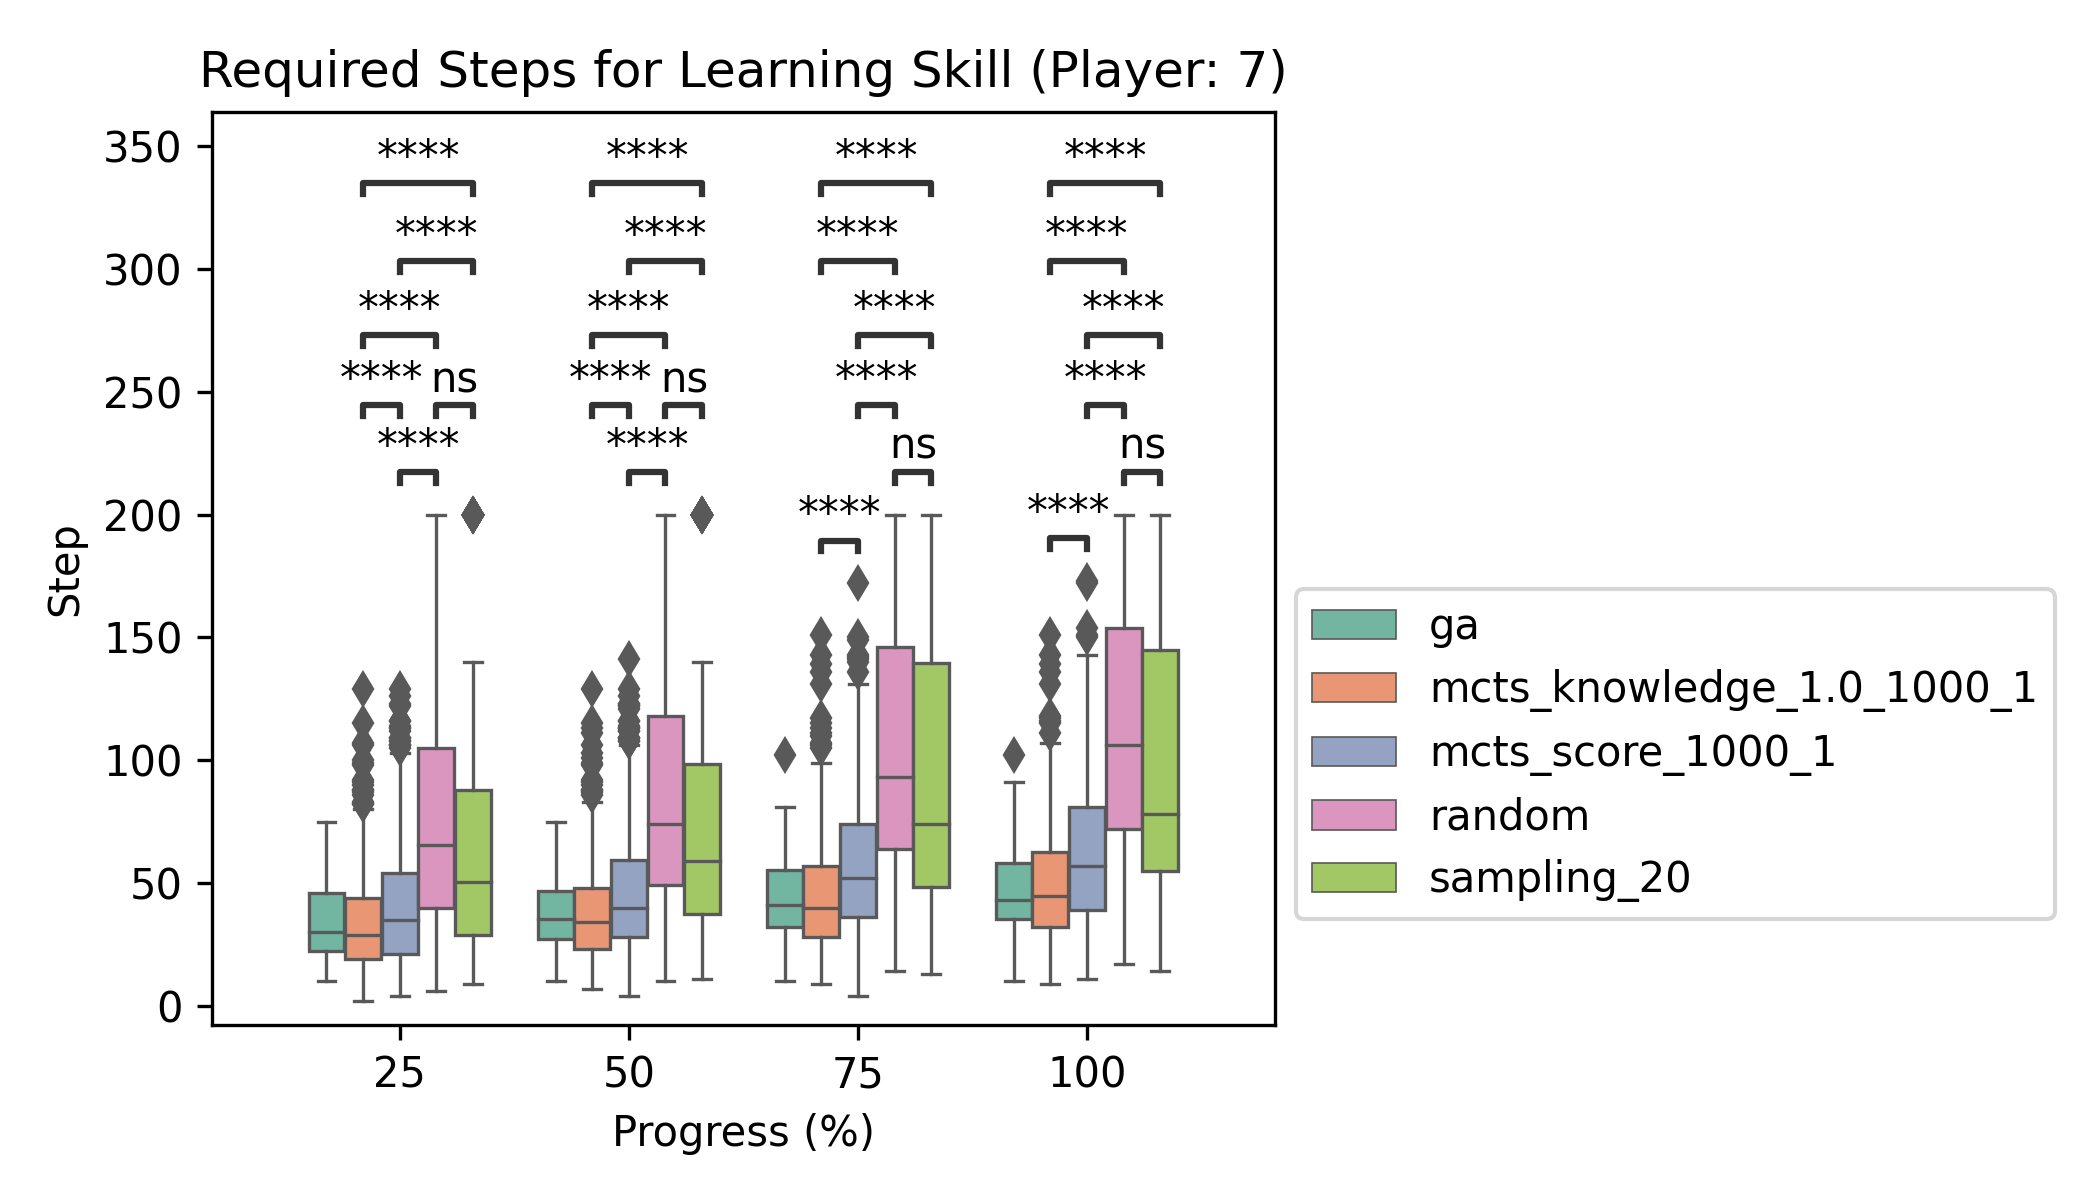 Required Steps for Learning Skill (Player: 7)
350
300
250
200
150
100
50
0
Step
**** **** **** ****
**** **** **** ****
**** **** **** ****
**** ns **** ns **** ****
**** **** ns ns
**** ****
25 50 75 100
Progress (%)
ga
mcts_knowledge_1.0_1000_1
mcts_score_1000_1
random
sampling_20